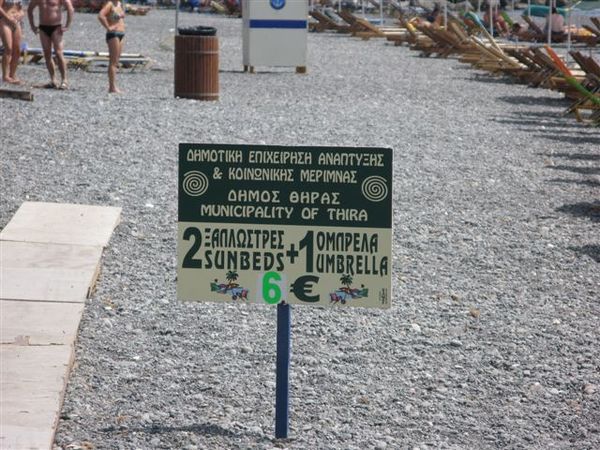 ΔΗΜΟΤΙΚΗ ΕΠΙΧΕΙΡΗΣΗ ΑΝΑΠΤΥΞΗΣ
& ΚΟΙΝΩΝΙΚΗΣ ΜΕΡΙΜΝΑΣ
ΔΗΜΟΣ ΘΗΡΑΣ
MUNICIPALITY OF THIRA
2 ΞΑΠΛΩΣΤΡΕΣ + 1 ΟΜΠΡΕΛΑ
SUNBEDS UMBRELLA
6 €